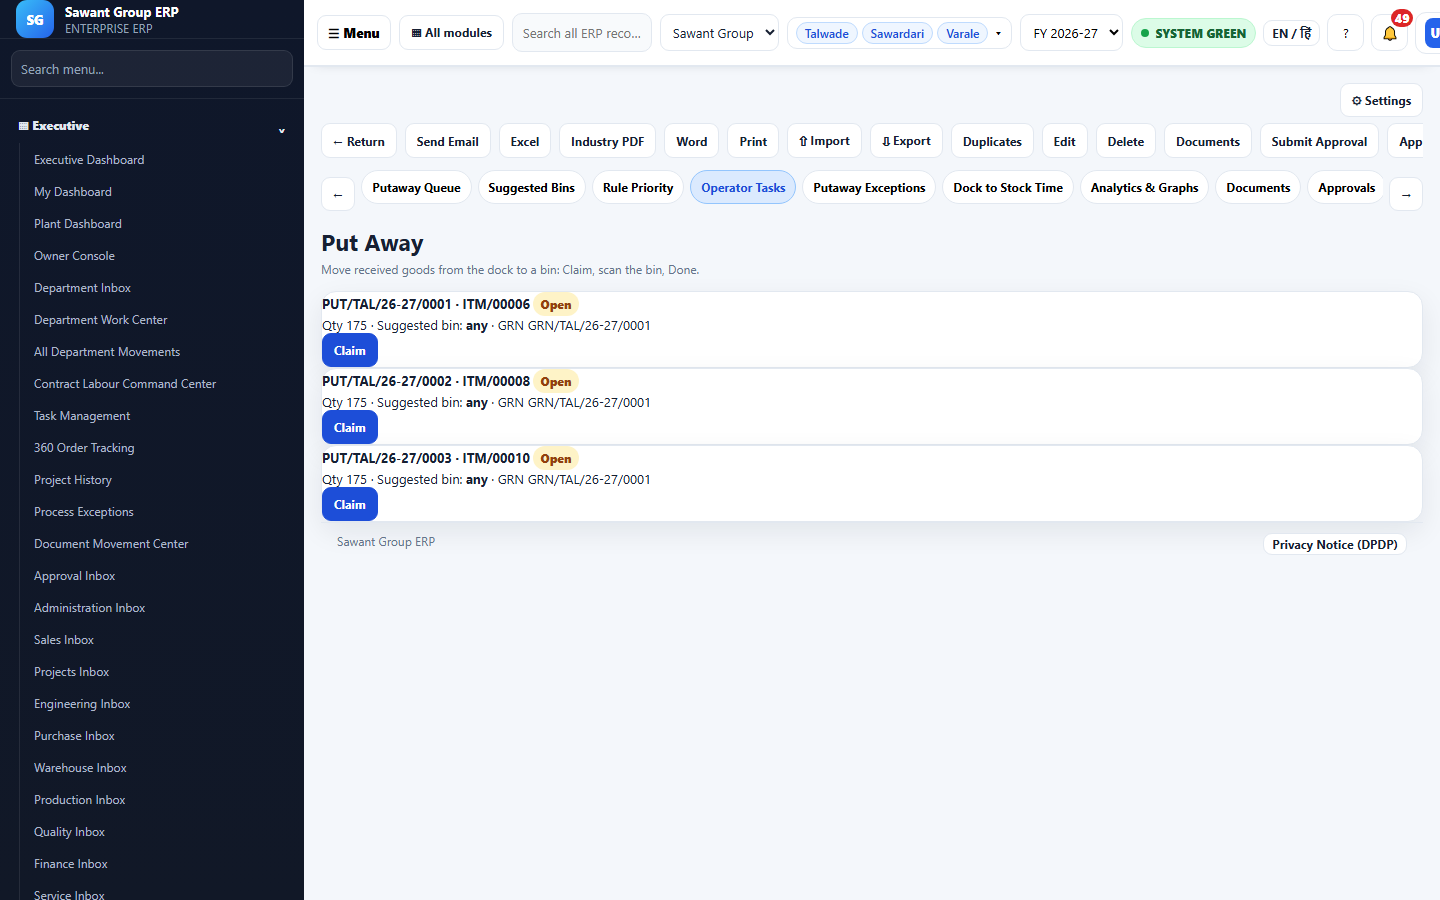 SG Sawant Group ERP
ENTERPRISE ERP
Search menu...
Executive
Executive Dashboard
My Dashboard
Plant Dashboard
Owner Console
Department Inbox
Department Work Center
All Department Movements
Contract Labour Command Center
Task Management
360 Order Tracking
Project History
Process Exceptions
Document Movement Center
Approval Inbox
Administration Inbox
Sales Inbox
Projects Inbox
Engineering Inbox
Purchase Inbox
Warehouse Inbox
Production Inbox
Quality Inbox
Finance Inbox
Service Inbox
☰ Menu All modules Search all ERP reco... Sawant Group Talwade Sawardari Varale FY 2026-27 SYSTEM GREEN EN / हिं ? 49 U
⚙ Settings
← Return Send Email Excel Industry PDF Word Print ⇧ Import ⇩ Export Duplicates Edit Delete Documents Submit Approval App
← Putaway Queue Suggested Bins Rule Priority Operator Tasks Putaway Exceptions Dock to Stock Time Analytics & Graphs Documents Approvals →
Put Away
Move received goods from the dock to a bin: Claim, scan the bin, Done.
PUT/TAL/26-27/0001 · ITM/00006 Open
Qty 175 · Suggested bin: any · GRN GRN/TAL/26-27/0001
Claim
PUT/TAL/26-27/0002 · ITM/00008 Open
Qty 175 · Suggested bin: any · GRN GRN/TAL/26-27/0001
Claim
PUT/TAL/26-27/0003 · ITM/00010 Open
Qty 175 · Suggested bin: any · GRN GRN/TAL/26-27/0001
Claim
Sawant Group ERP Privacy Notice (DPDP)